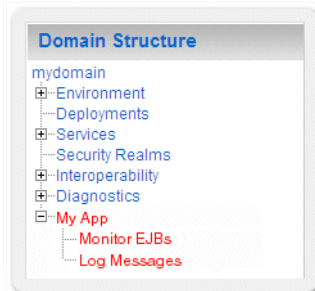 Domain Structure
mydomain
Environment
Deployments
Services
Security Realms
Interoperability
Diagnostics
My App
Monitor EJBs
Log Messages